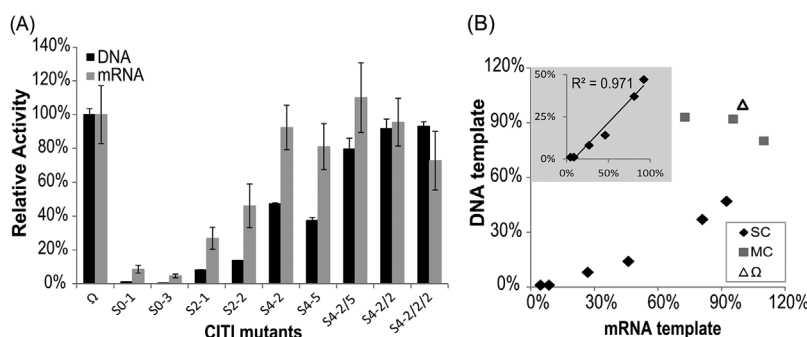 (A)
140%
120%
100%
80%
60%
40%
20%
0%
Relative Activity
DNA
mRNA
Ω
S0-1
S0-3
S2-1
S2-2
S4-2
S4-5
S4-2/5
S4-2/2
S4-2/2/2
CITI mutants
(B)
120%
90%
60%
30%
0%
DNA template
50%
25%
0%
R² = 0.971
0%
50%
100%
SC
MC
Ω
0%
30%
60%
90%
120%
mRNA template